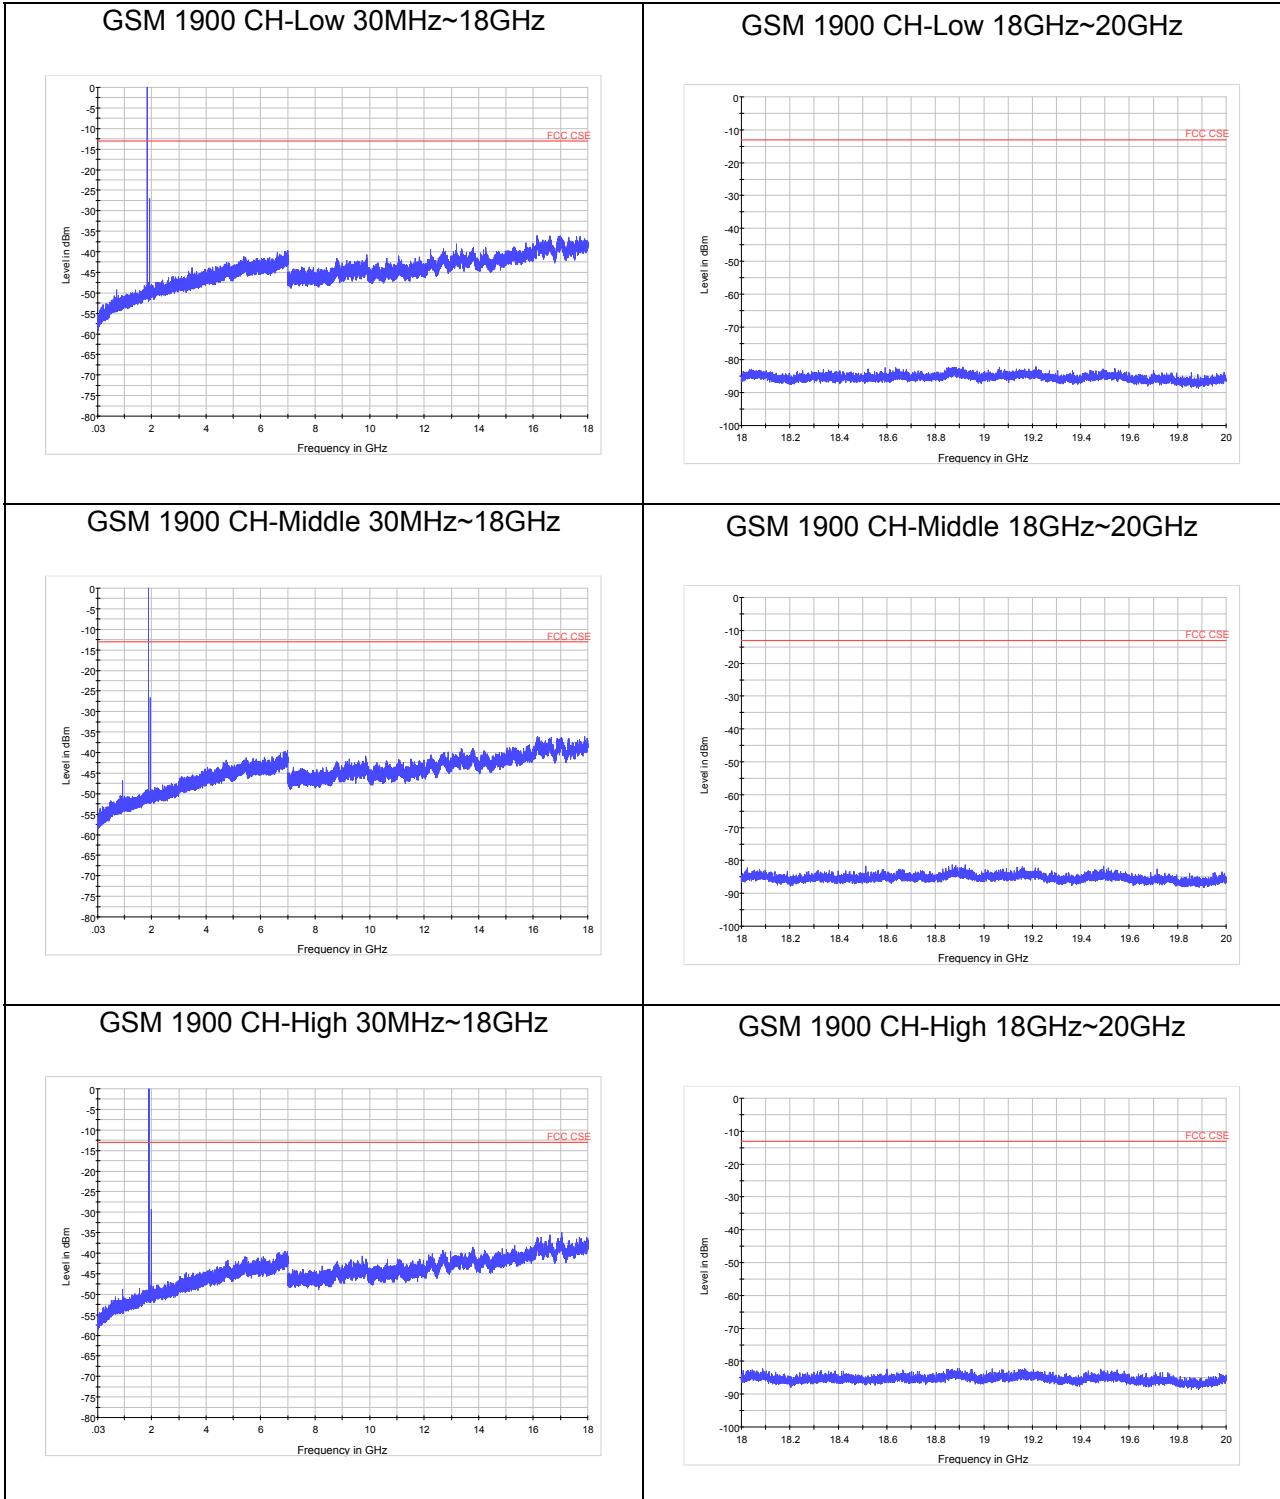 GSM 1900 CH-Low 30MHz~18GHz
0
-5
-10
-15
-20
-25
-30
-35
-40
-45
-50
-55
-60
-65
-70
-75
-80
Level in dBm
FCC CSE
.03 2 4 6 8 10 12 14 16 18
Frequency in GHz
GSM 1900 CH-Low 18GHz~20GHz
0
-10
-20
-30
-40
-50
-60
-70
-80
-90
-100
Level in dBm
FCC CSE
18 18.2 18.4 18.6 18.8 19 19.2 19.4 19.6 19.8 20
Frequency in GHz
GSM 1900 CH-Middle 30MHz~18GHz
0
-5
-10
-15
-20
-25
-30
-35
-40
-45
-50
-55
-60
-65
-70
-75
-80
Level in dBm
FCC CSE
.03 2 4 6 8 10 12 14 16 18
Frequency in GHz
GSM 1900 CH-Middle 18GHz~20GHz
0
-10
-20
-30
-40
-50
-60
-70
-80
-90
-100
Level in dBm
FCC CSE
18 18.2 18.4 18.6 18.8 19 19.2 19.4 19.6 19.8 20
Frequency in GHz
GSM 1900 CH-High 30MHz~18GHz
0
-5
-10
-15
-20
-25
-30
-35
-40
-45
-50
-55
-60
-65
-70
-75
-80
Level in dBm
FCC CSE
.03 2 4 6 8 10 12 14 16 18
Frequency in GHz
GSM 1900 CH-High 18GHz~20GHz
0
-10
-20
-30
-40
-50
-60
-70
-80
-90
-100
Level in dBm
FCC CSE
18 18.2 18.4 18.6 18.8 19 19.2 19.4 19.6 19.8 20
Frequency in GHz